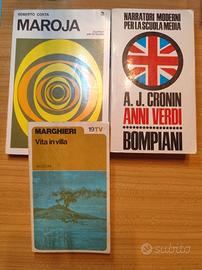 ROBERTO COSTA
MAROJA
NARRATORI MODERNI
PER LA SCUOLA MEDIA
A. J. CRONIN
ANNI VERDI
BOMPIANI
MARGHIERI
19TV
Vita in villa
subito